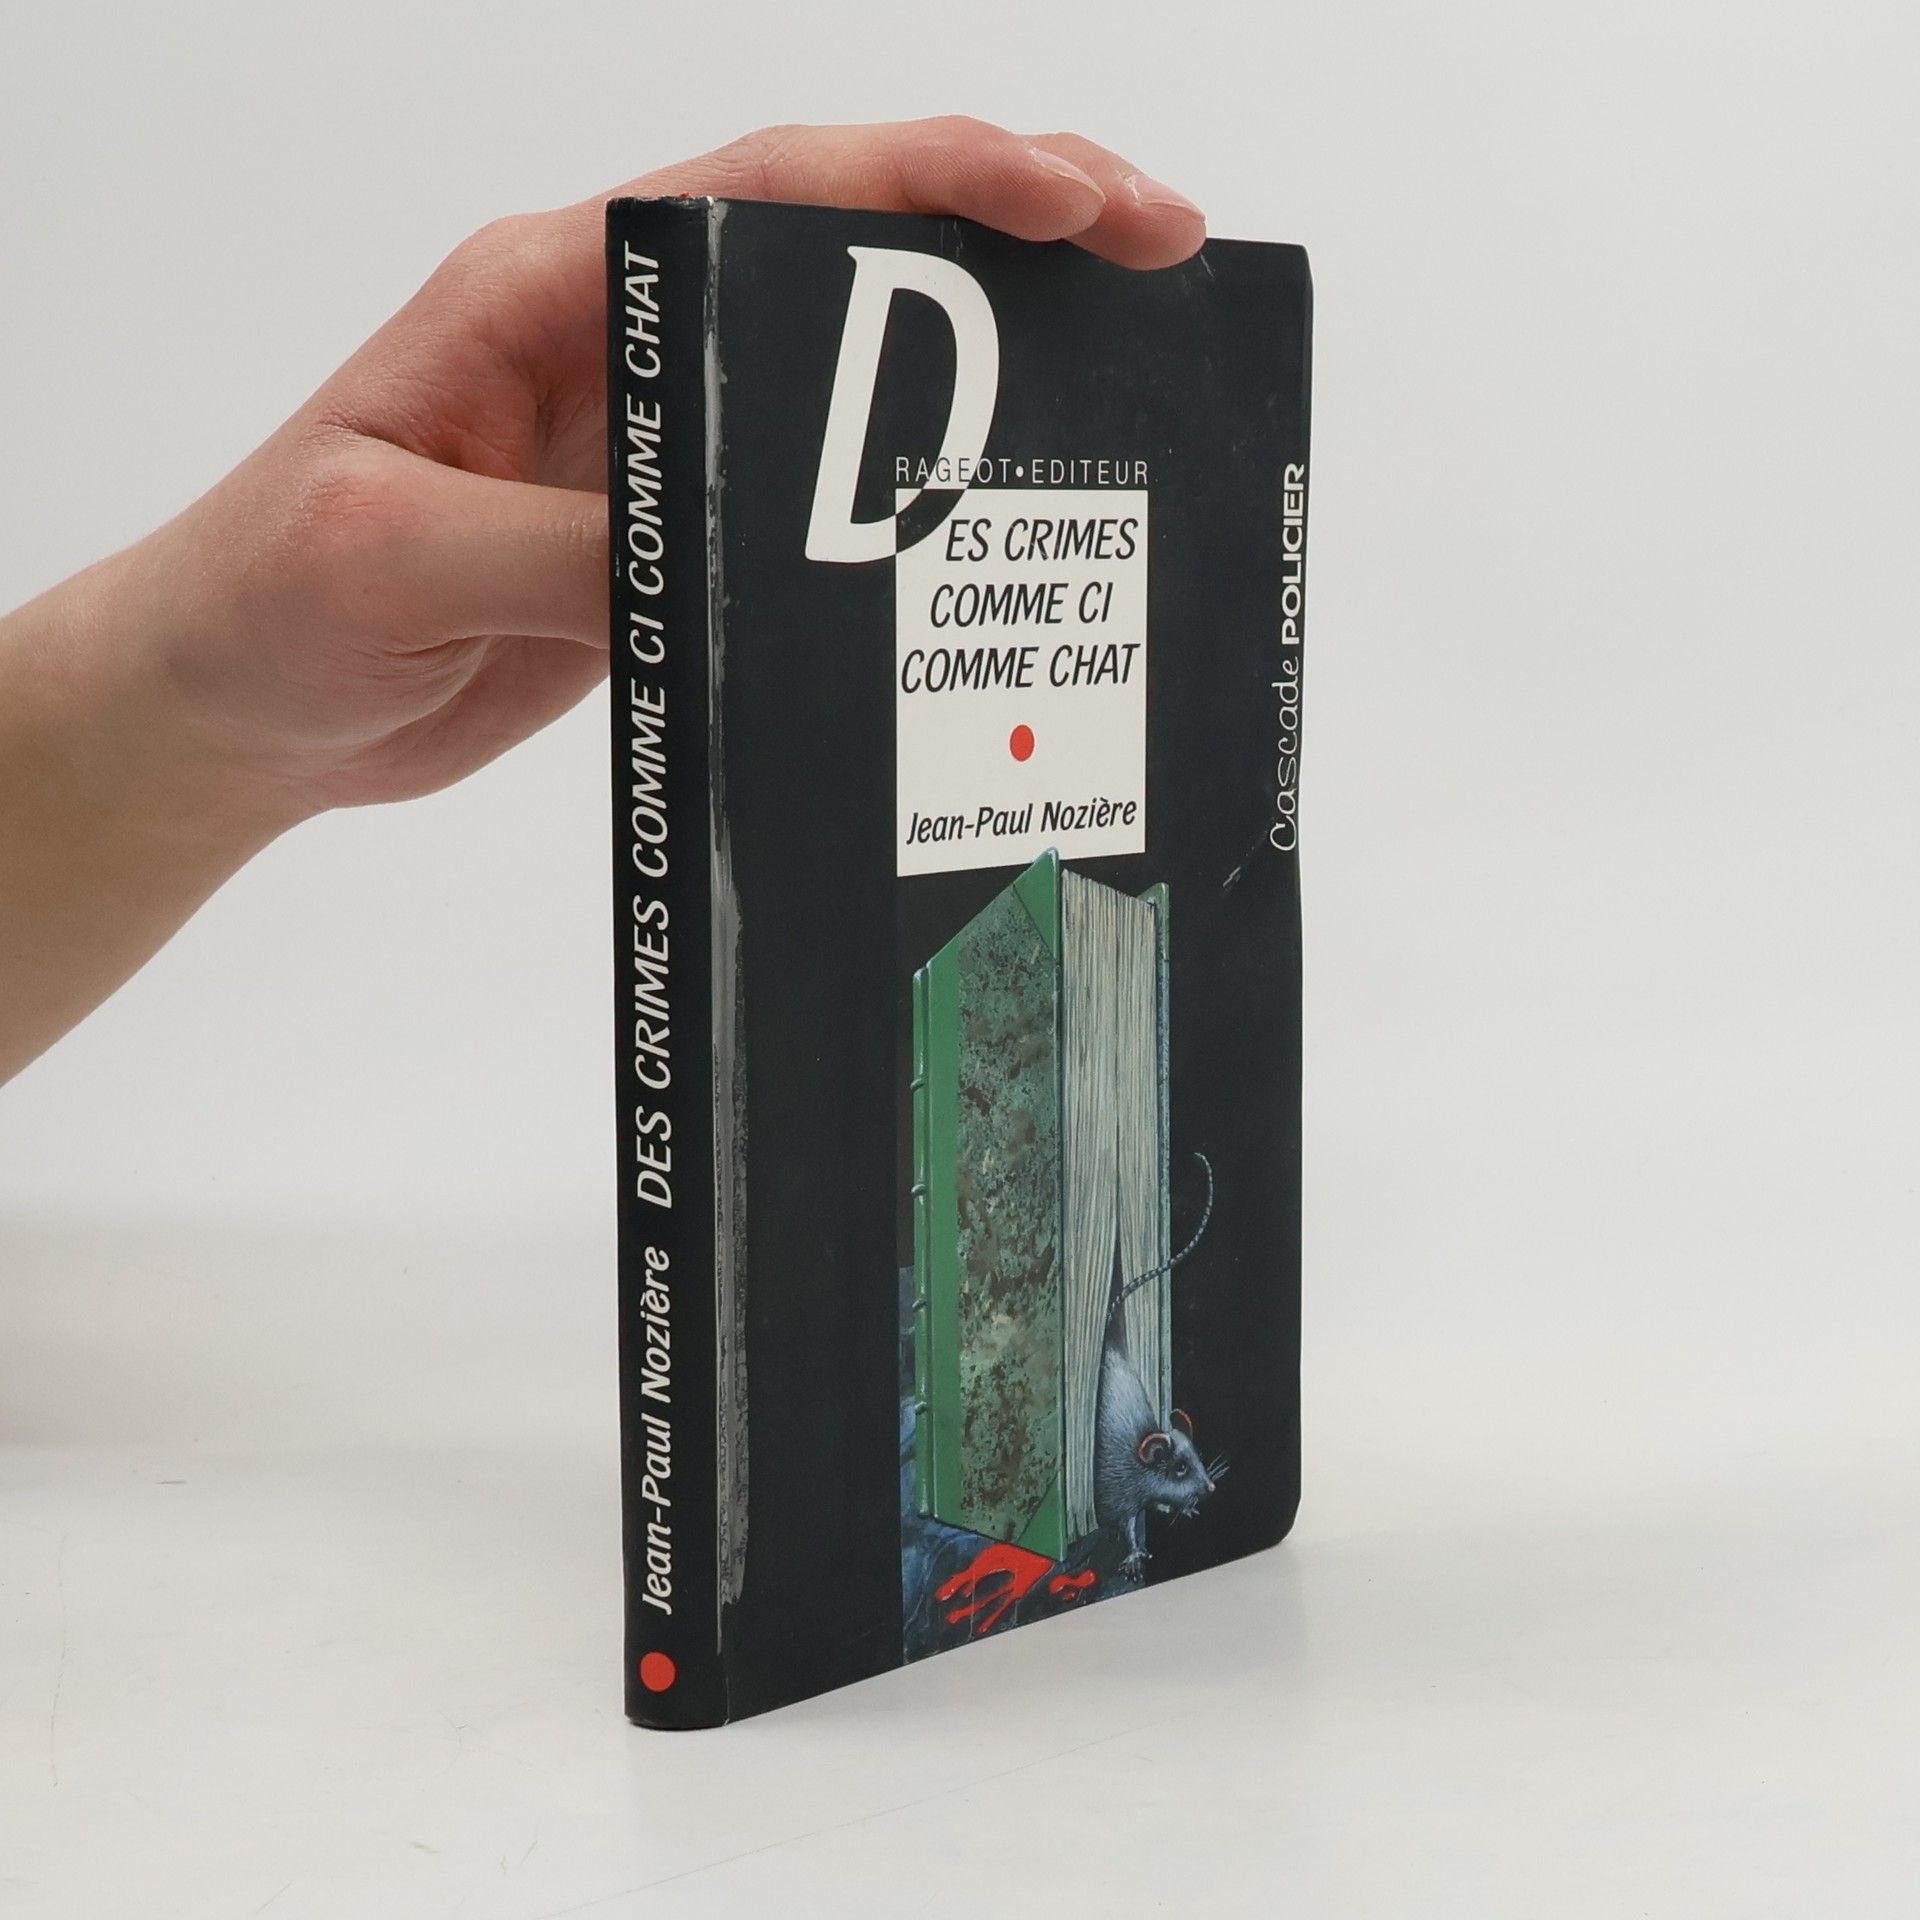 Jean-Paul Nozière DES CRIMES COMME CI COMME CHAT
RAGEOT•EDITEUR
DES CRIMES
COMME CI
COMME CHAT
Jean-Paul Nozière
Cascade POLICIER